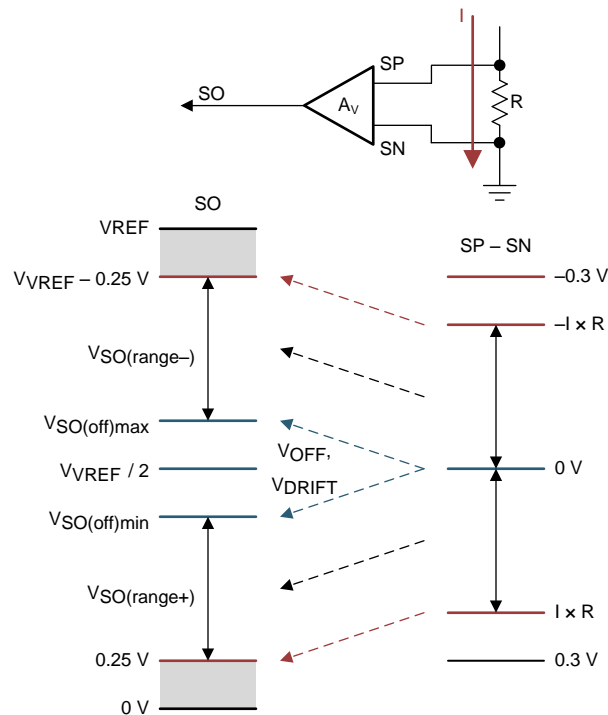 I
SP
SO
AV
R
SN
SO
VREF
SP – SN
VVREF – 0.25 V
–0.3 V
–I × R
VSO(range–)
VSO(off)max
VOFF,
VVREF / 2
0 V
VDRIFT
VSO(off)min
VSO(range+)
I × R
0.25 V
0.3 V
0 V